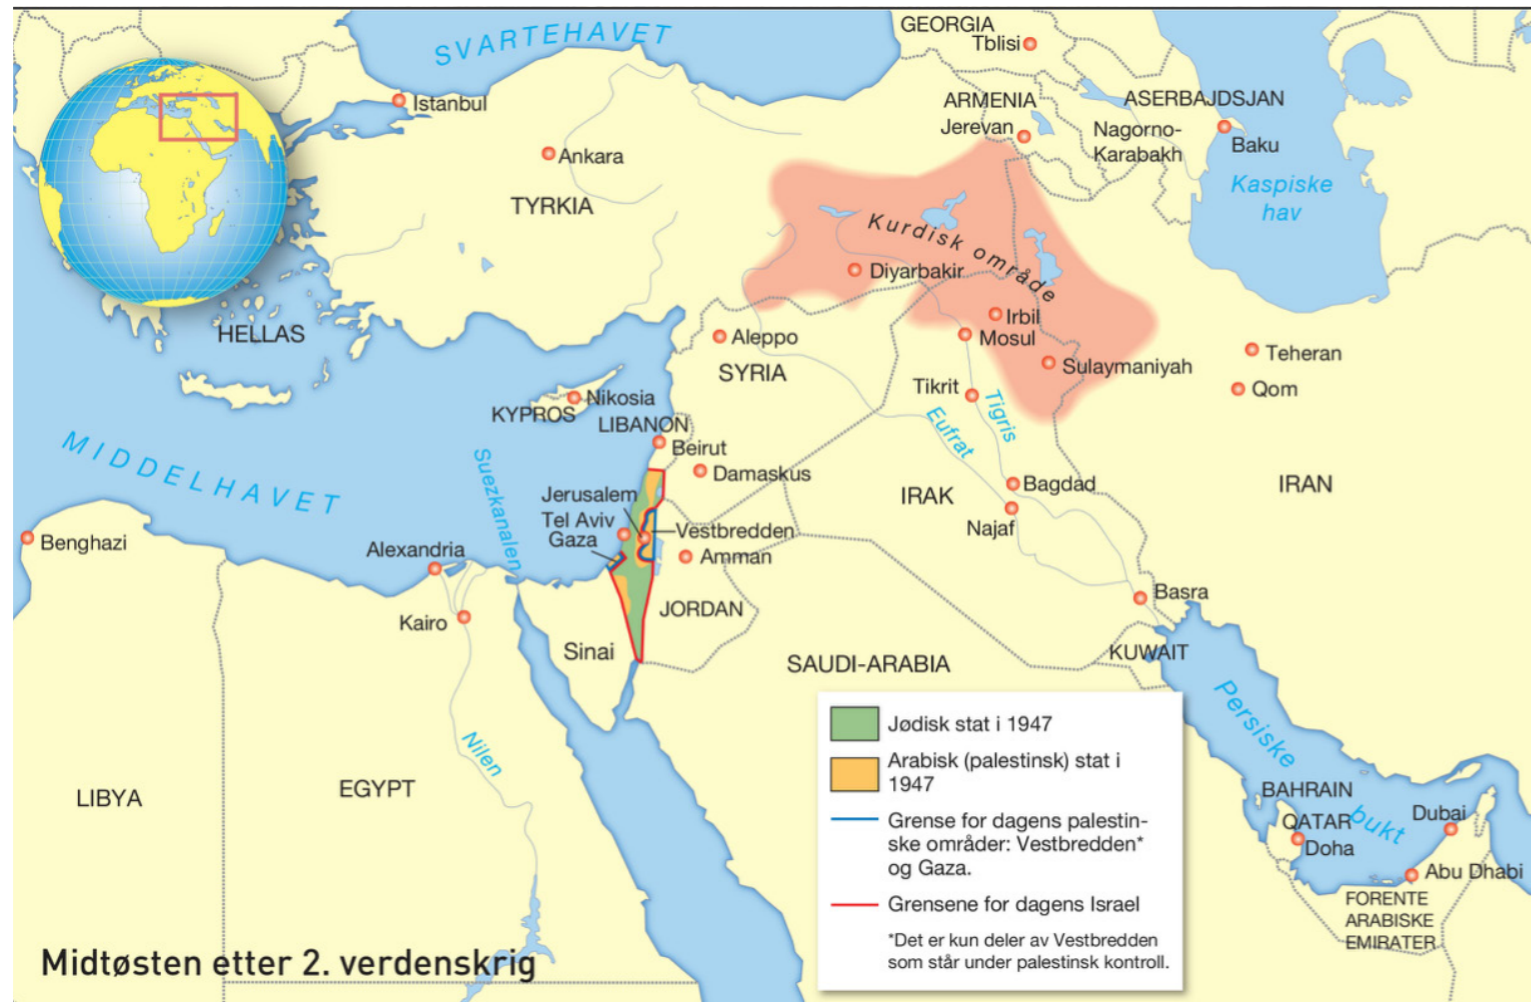 SVARTEHAVET
GEORGIA
Tblisi
Istanbul
ARMENIA
Jerevan
ASERBAJDSJAN
Nagorno-
Karabakh
Baku
Ankara
TYRKIA
Kaspiske
hav
Kurdisk område
Diyarbakir
HELLAS
Aleppo
Irbil
Mosul
Sulaymaniyah
Teheran
Qom
SYRIA
Tikrit
Tigris
Eufrat
Nikosia
KYPROS
LIBANON
Beirut
Damaskus
MIDDELHAVET
Suezkanalen
Jerusalem
Tel Aviv
Gaza
Vestbredden
Amman
IRAK
Bagdad
Najaf
IRAN
Benghazi
Alexandria
Kairo
Sinai
JORDAN
Basra
SAUDI-ARABIA
KUWAIT
Persiske
bukt
Nilen
LIBYA
EGYPT
BAHRAIN
QATAR
Doha
Dubai
Abu Dhabi
FORENTE
ARABISKE
EMIRATER
Jødisk stat i 1947
Arabisk (palestinsk) stat i
1947
Grense for dagens palestin-
ske områder: Vestbredden*
og Gaza.
Grensene for dagens Israel
*Det er kun deler av Vestbredden
som står under palestinsk kontroll.
Midtøsten etter 2. verdenskrig